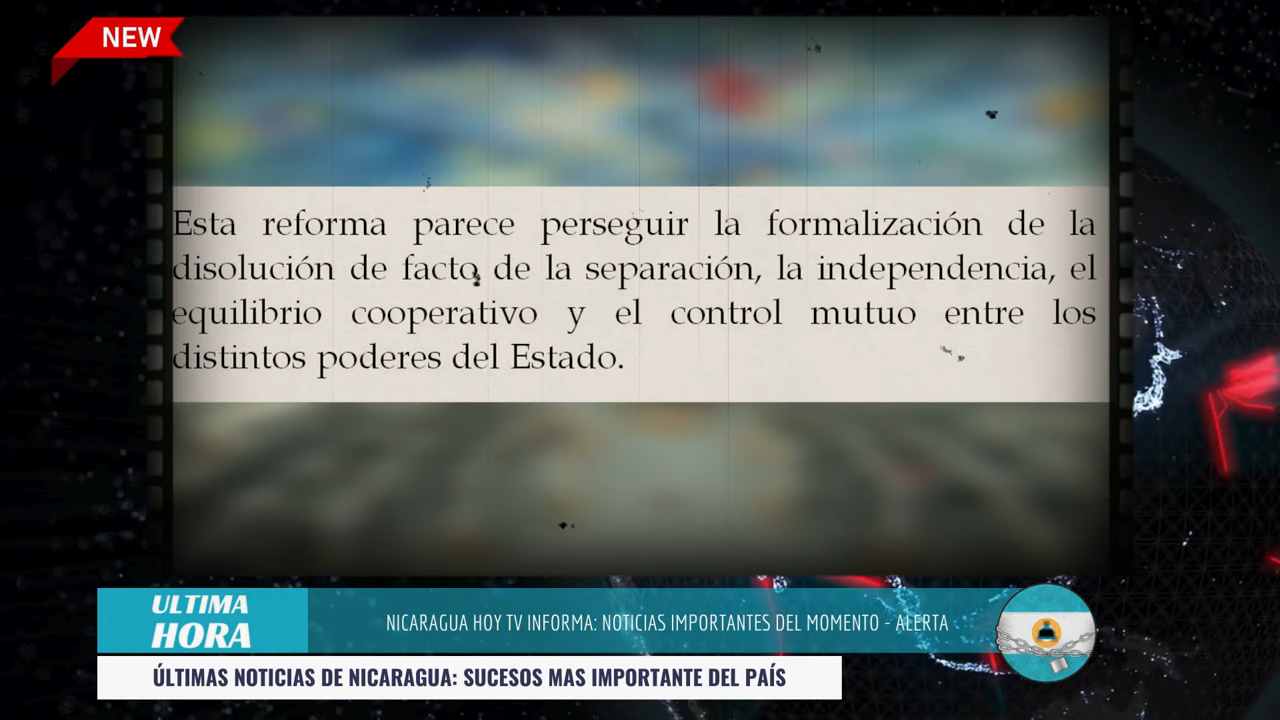 NEW
Esta reforma parece perseguir la formalización de la
disolución de facto de la separación, la independencia, el
equilibrio cooperativo y el control mutuo entre los
distintos poderes del Estado.
ULTIMA
HORA
NICARAGUA HOY TV INFORMA: NOTICIAS IMPORTANTES DEL MOMENTO - ALERTA
ÚLTIMAS NOTICIAS DE NICARAGUA: SUCESOS MAS IMPORTANTE DEL PAÍS